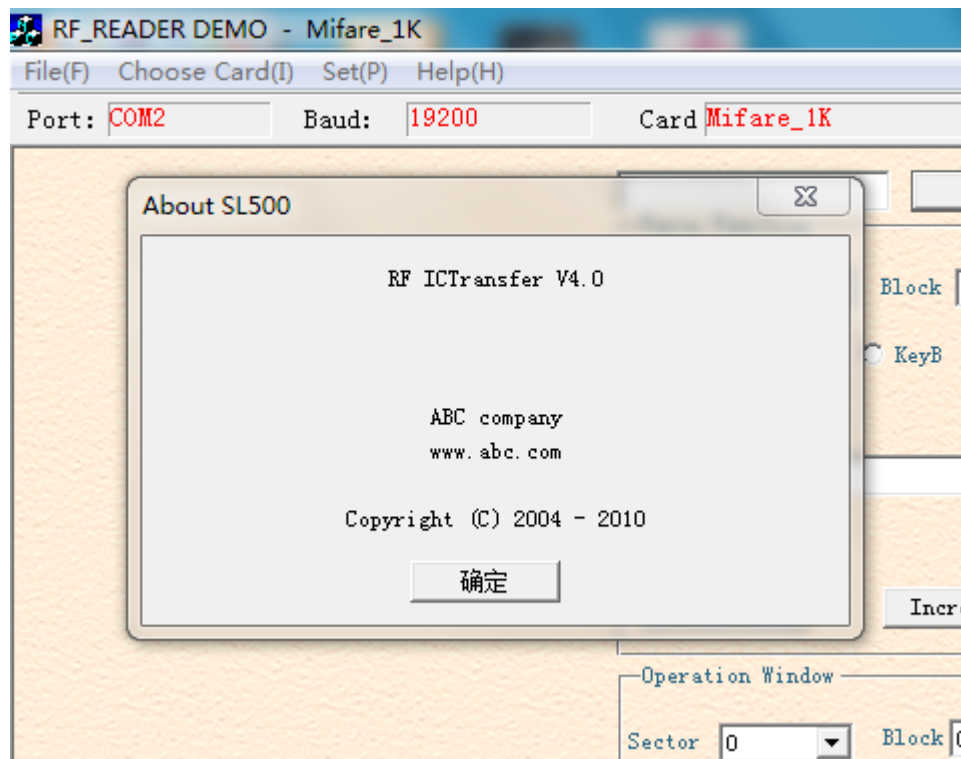 RF_READER DEMO - Mifare_1K
File(F) Choose Card(I) Set(P) Help(H)
Port: COM2 Baud: 19200 Card Mifare_1K
About SL500
RF ICTransfer V4.0
Block
KeyB
ABC company
www.abc.com
Copyright (C) 2004 - 2010
确定
Incr
Operation Window
Sector 0 Block